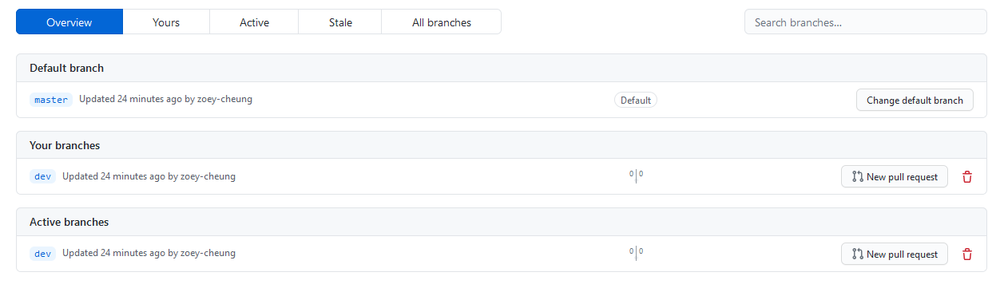 Overview Yours Active Stale All branches Search branches...
Default branch
master Updated 24 minutes ago by zoey-cheung Default Change default branch
Your branches
dev Updated 24 minutes ago by zoey-cheung 0 0 New pull request
Active branches
dev Updated 24 minutes ago by zoey-cheung 0 0 New pull request